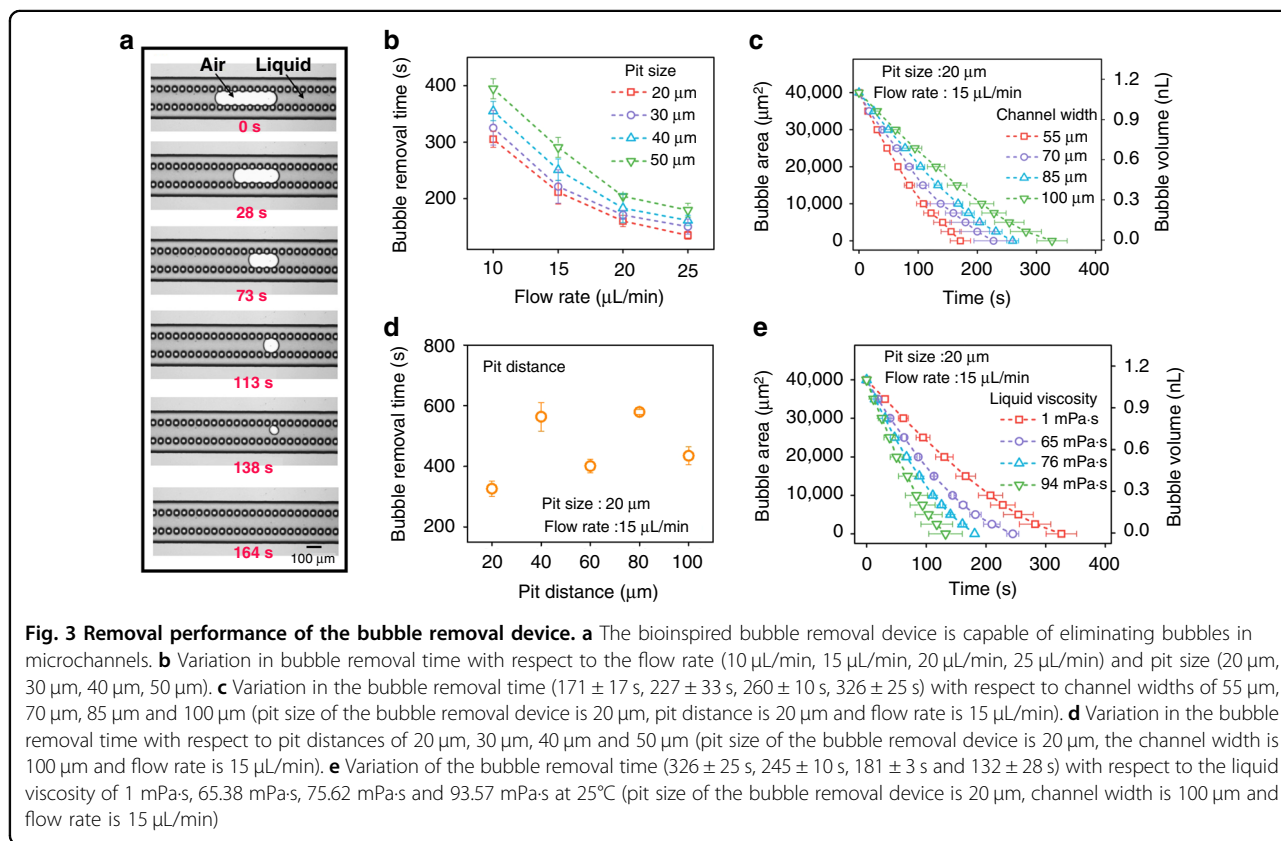 a
Air
Liquid
0 s
28 s
73 s
113 s
138 s
164 s
100 μm
b
Bubble removal time (s)
400
300
200
Pit size
20 μm
30 μm
40 μm
50 μm
10
15
20
25
Flow rate (μL/min)
c
Bubble area (μm²)
40,000
30,000
20,000
10,000
0
Pit size :20 μm
Flow rate : 15 μL/min
Channel width
55 μm
70 μm
85 μm
100 μm
1.2
0.9
0.6
0.3
0.0
Bubble volume (nL)
0
100
200
300
400
Time (s)
d
Bubble removal time (s)
800
600
400
200
Pit distance
Pit size : 20 μm
Flow rate :15 μL/min
20
40
60
80
100
Pit distance (μm)
e
Bubble area (μm²)
40,000
30,000
20,000
10,000
0
Pit size :20 μm
Flow rate :15 μL/min
Liquid viscosity
1 mPa·s
65 mPa·s
76 mPa·s
94 mPa·s
1.2
0.9
0.6
0.3
0.0
Bubble volume (nL)
0
100
200
300
400
Time (s)
Fig. 3 Removal performance of the bubble removal device. a The bioinspired bubble removal device is capable of eliminating bubbles in
microchannels. b Variation in bubble removal time with respect to the flow rate (10 μL/min, 15 μL/min, 20 μL/min, 25 μL/min) and pit size (20 μm,
30 μm, 40 μm, 50 μm). c Variation in the bubble removal time (171 ± 17 s, 227 ± 33 s, 260 ± 10 s, 326 ± 25 s) with respect to channel widths of 55 μm,
70 μm, 85 μm and 100 μm (pit size of the bubble removal device is 20 μm, pit distance is 20 μm and flow rate is 15 μL/min). d Variation in the bubble
removal time with respect to pit distances of 20 μm, 30 μm, 40 μm and 50 μm (pit size of the bubble removal device is 20 μm, the channel width is
100 μm and flow rate is 15 μL/min). e Variation of the bubble removal time (326 ± 25 s, 245 ± 10 s, 181 ± 3 s and 132 ± 28 s) with respect to the liquid
viscosity of 1 mPa·s, 65.38 mPa·s, 75.62 mPa·s and 93.57 mPa·s at 25°C (pit size of the bubble removal device is 20 μm, channel width is 100 μm and
flow rate is 15 μL/min)